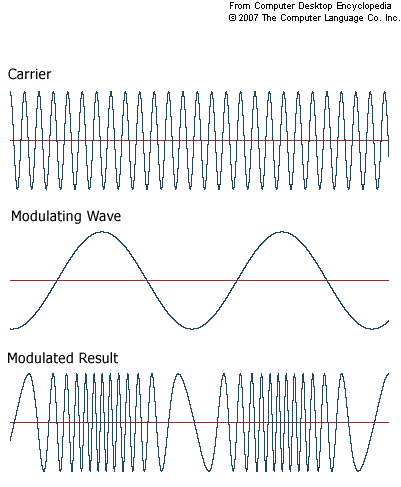 From Computer Desktop Encyclopedia
© 2007 The Computer Language Co. Inc.
Carrier
Modulating Wave
Modulated Result